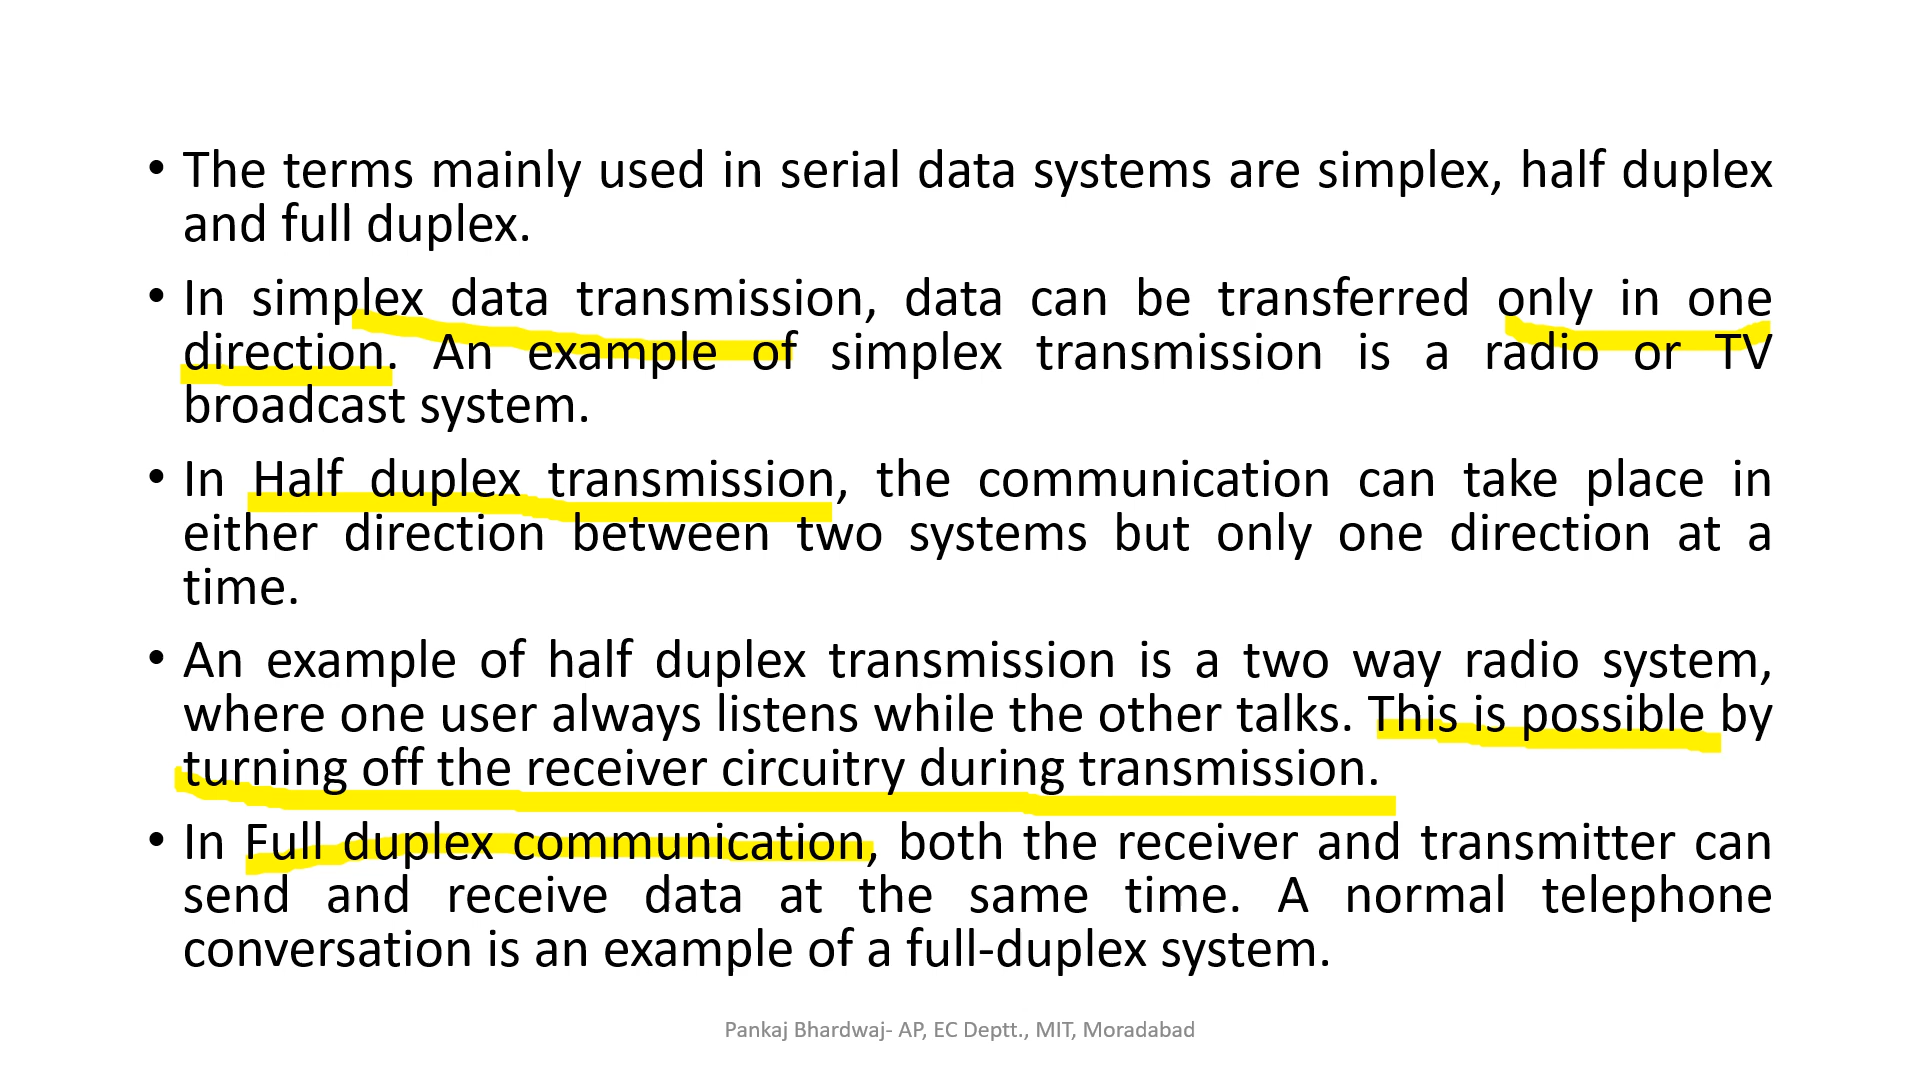 • The terms mainly used in serial data systems are simplex, half duplex
and full duplex.
• In simplex data transmission, data can be transferred only in one
direction. An example of simplex transmission is a radio or TV
broadcast system.
• In Half duplex transmission, the communication can take place in
either direction between two systems but only one direction at a
time.
• An example of half duplex transmission is a two way radio system,
where one user always listens while the other talks. This is possible by
turning off the receiver circuitry during transmission.
• In Full duplex communication, both the receiver and transmitter can
send and receive data at the same time. A normal telephone
conversation is an example of a full-duplex system.
Pankaj Bhardwaj- AP, EC Deptt., MIT, Moradabad